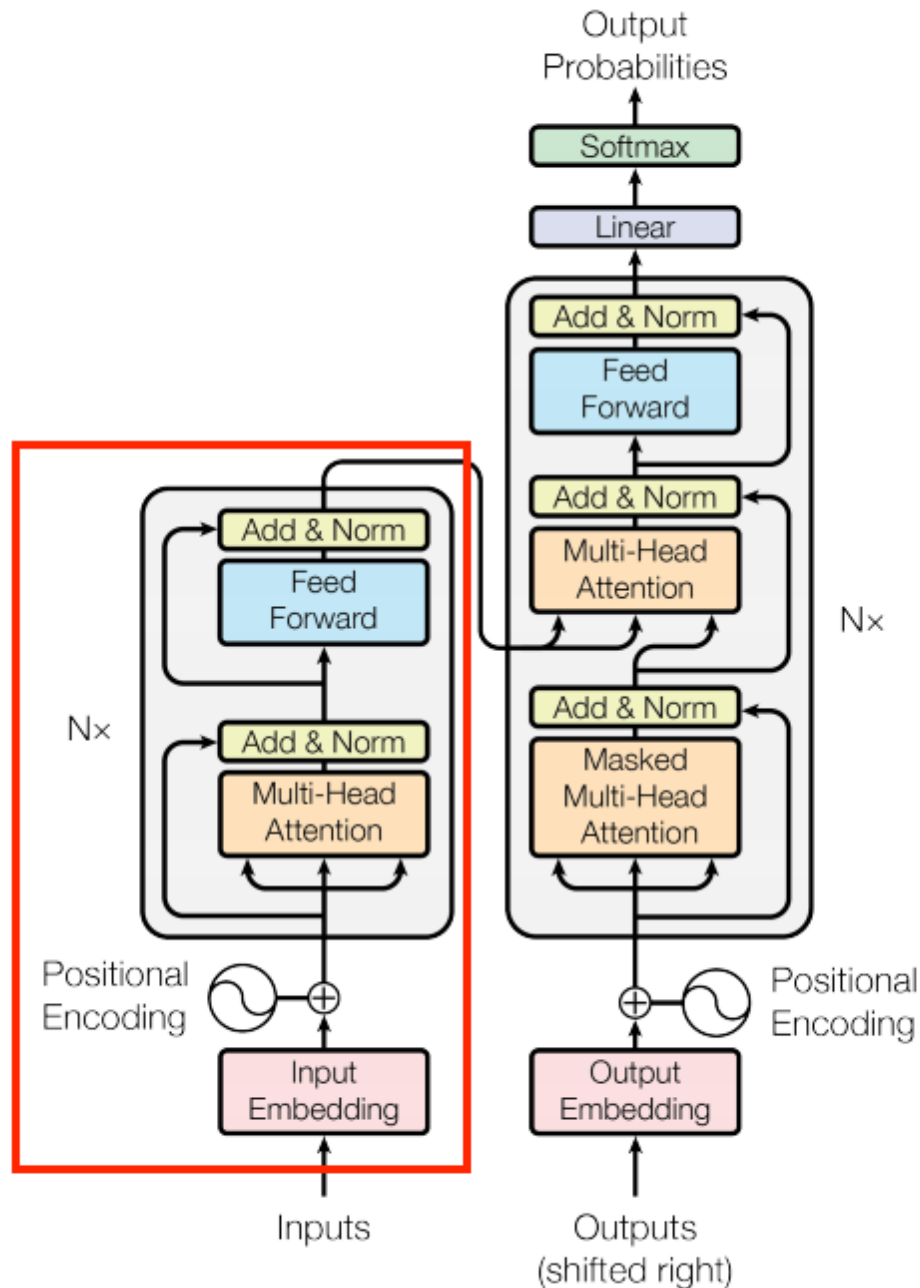 Output
Probabilities
Softmax
Linear
Add & Norm
Feed
Forward
Add & Norm
Multi-Head
Attention
Nx
Add & Norm
Masked
Multi-Head
Attention
Positional
Encoding
Output
Embedding
Outputs
(shifted right)
Add & Norm
Feed
Forward
Nx
Add & Norm
Multi-Head
Attention
Positional
Encoding
Input
Embedding
Inputs